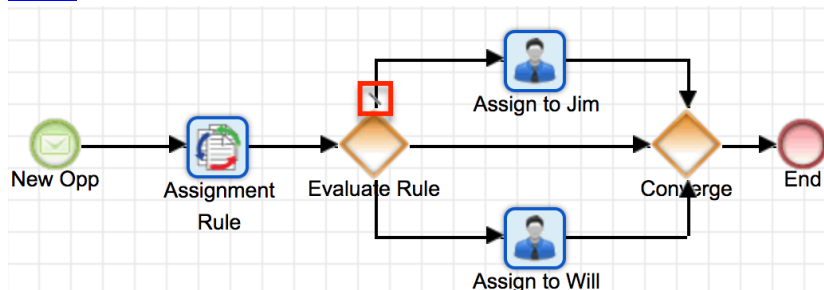 Assign to Jim
New Opp
Assignment
Rule
Evaluate Rule
Converge
End
Assign to Will